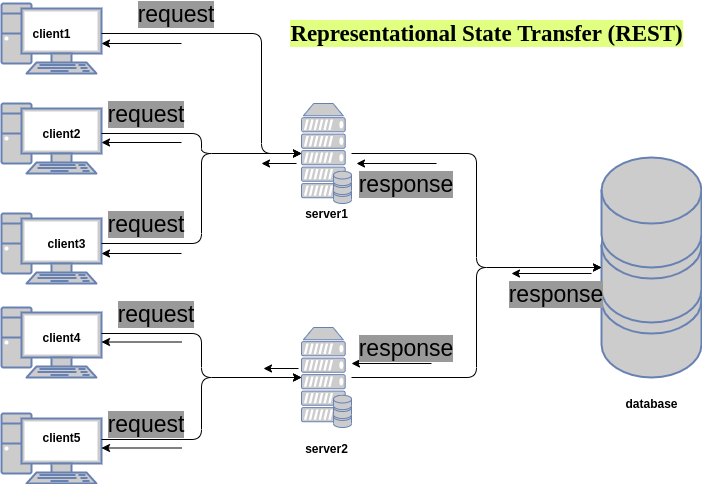 request
Representational State Transfer (REST)
client1
request
client2
response
server1
request
client3
response
request
client4
response
database
request
client5
server2